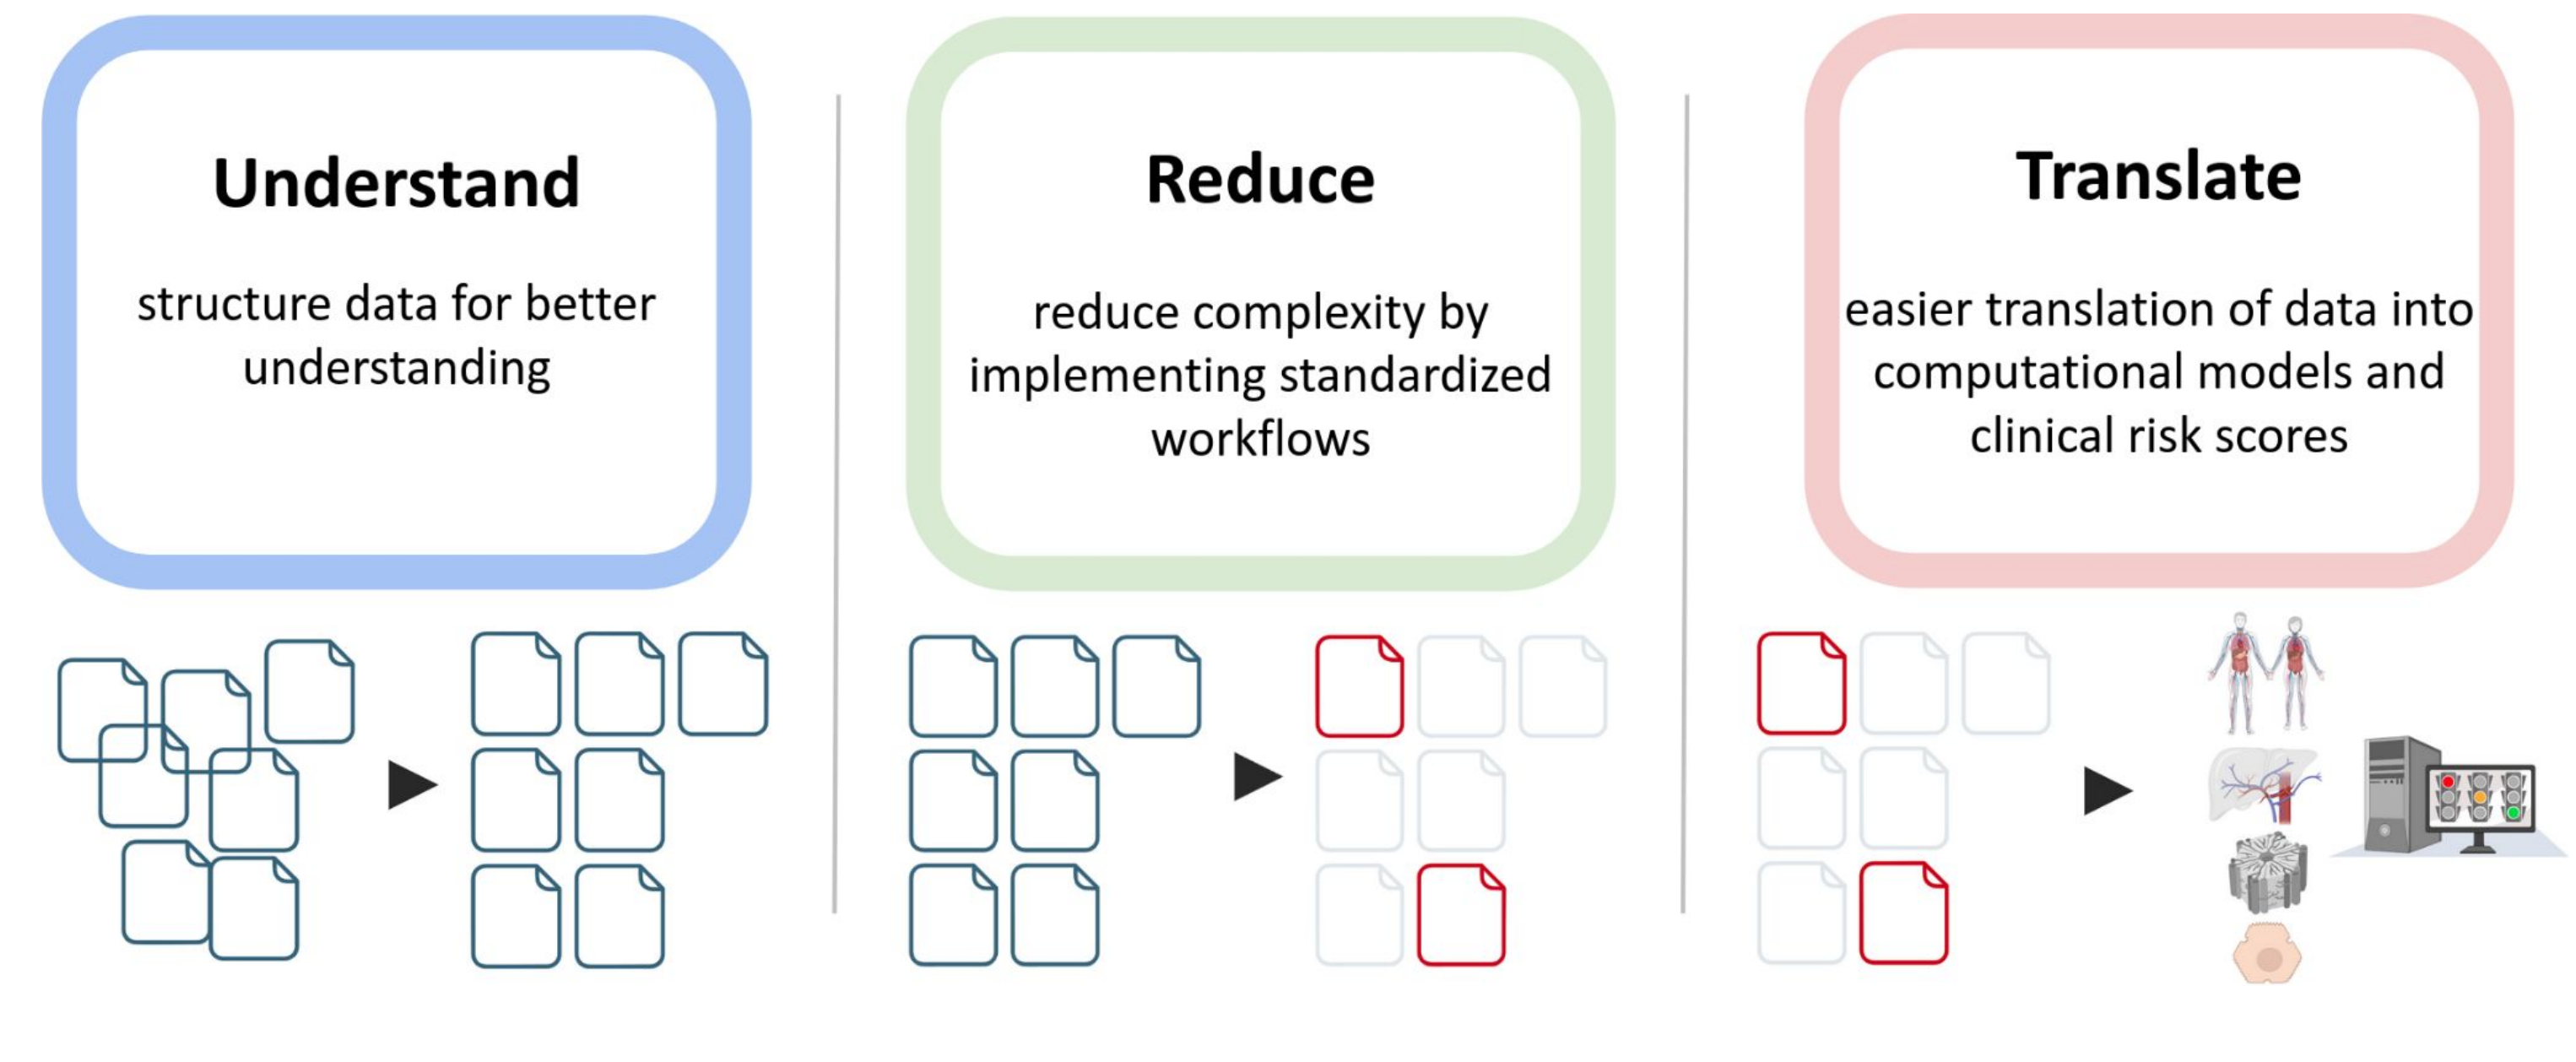 Understand
structure data for better
understanding
Reduce
reduce complexity by
implementing standardized
workflows
Translate
easier translation of data into
computational models and
clinical risk scores